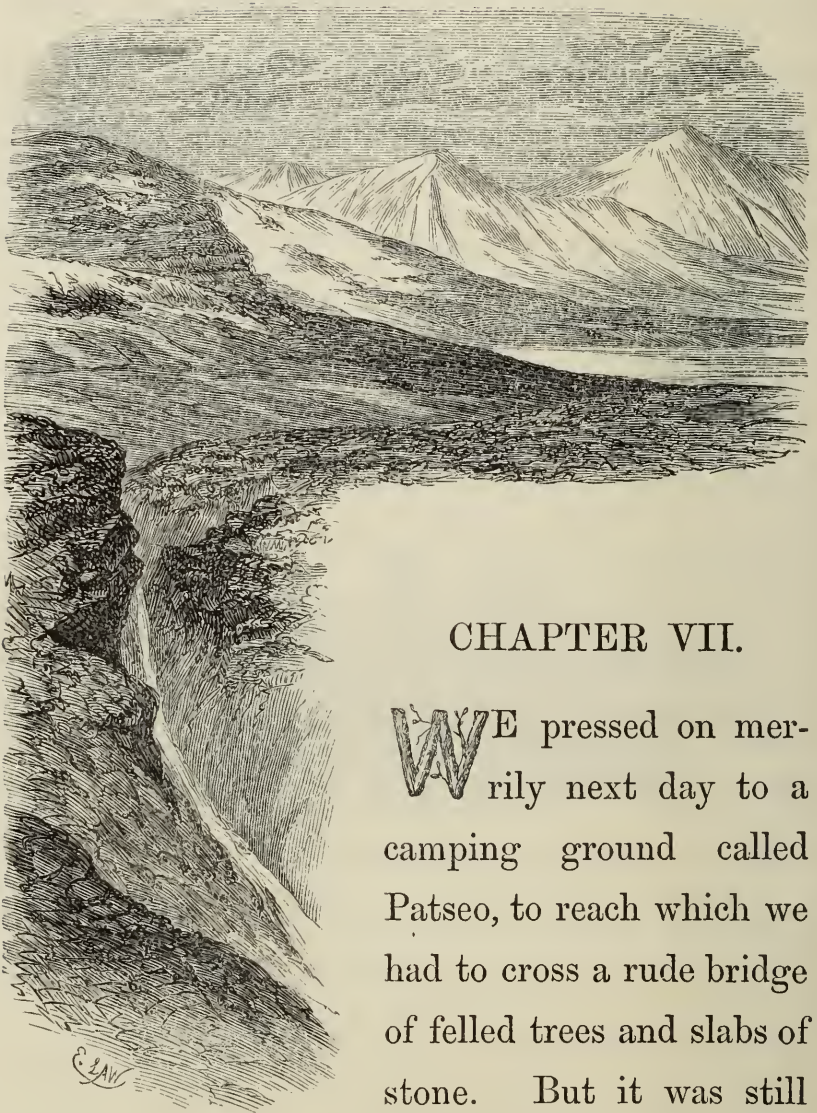 CHAPTER VII.
WE pressed on mer-
rily next day to a
camping ground called
Patseo, to reach which we
had to cross a rude bridge
of felled trees and slabs of
stone. But it was still
E. LAW